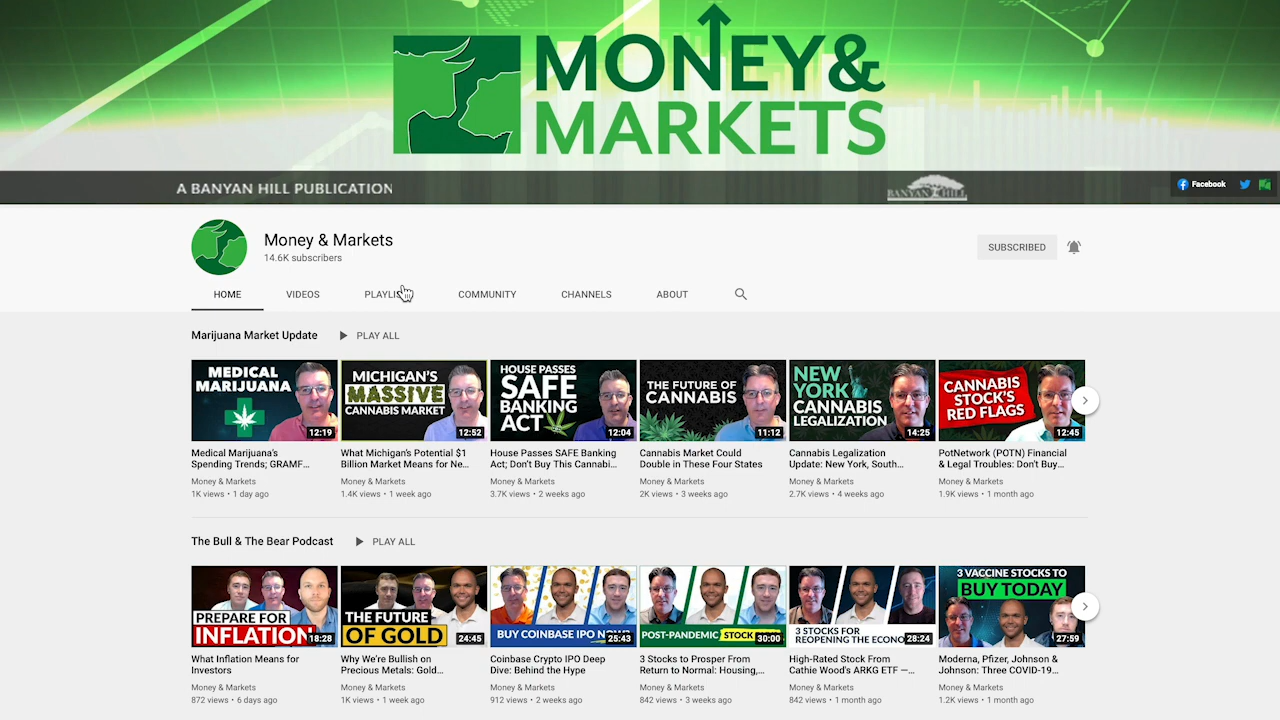 MONEY&
MARKETS
A BANYAN HILL PUBLICATION
BANYAN HILL
Facebook
Money & Markets
14.6K subscribers
SUBSCRIBED
HOME VIDEOS PLAYLIS COMMUNITY CHANNELS ABOUT
Marijuana Market Update PLAY ALL
MEDICAL
MARIJUANA
12:19
MICHIGAN'S
MASSIVE
CANNABIS MARKET
12:52
HOUSE PASSES
SAFE
BANKING
ACT
12:04
THE FUTURE OF
CANNABIS
11:12
NEW
YORK
CANNABIS
LEGALIZATION
14:25
CANNABIS
STOCK'S
RED FLAGS
12:45
Medical Marijuana's
Spending Trends; GRAMF...
Money & Markets
1K views • 1 day ago
What Michigan's Potential $1
Billion Market Means for Ne...
Money & Markets
1.4K views • 1 week ago
House Passes SAFE Banking
Act; Don't Buy This Cannabi...
Money & Markets
3.7K views • 2 weeks ago
Cannabis Market Could
Double in These Four States
Money & Markets
2K views • 3 weeks ago
Cannabis Legalization
Update: New York, South...
Money & Markets
2.7K views • 4 weeks ago
PotNetwork (POTN) Financial
& Legal Troubles: Don't Buy...
Money & Markets
1.9K views • 1 month ago
The Bull & The Bear Podcast PLAY ALL
PREPARE FOR
INFLATION
18:28
THE FUTURE
OF GOLD
24:45
BUY COINBASE IPO NOW?
25:43
POST-PANDEMIC STOCK
30:00
3 STOCKS FOR
REOPENING THE ECONO
28:24
3 VACCINE STOCKS TO
BUY TODAY
27:59
What Inflation Means for
Investors
Money & Markets
872 views • 6 days ago
Why We're Bullish on
Precious Metals: Gold...
Money & Markets
1K views • 1 week ago
Coinbase Crypto IPO Deep
Dive: Behind the Hype
Money & Markets
912 views • 2 weeks ago
3 Stocks to Prosper From
Return to Normal: Housing,...
Money & Markets
842 views • 3 weeks ago
High-Rated Stock From
Cathie Wood's ARKG ETF —...
Money & Markets
842 views • 1 month ago
Moderna, Pfizer, Johnson &
Johnson: Three COVID-19...
Money & Markets
1.2K views • 1 month ago